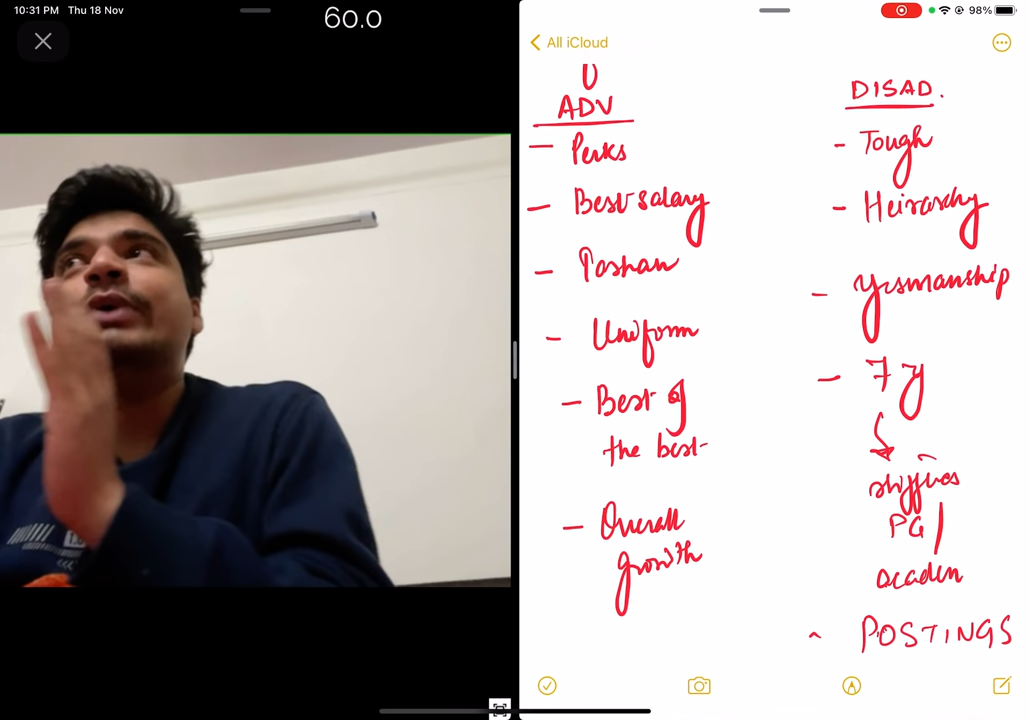 10:31 PM Thu 18 Nov
60.0
98%
All iCloud
ADV
- Perks
- Best salary
- Poshan
- Uniform
- Best of
the best
- Overall
growth
DISAD.
- Tough
- Heirarchy
- Yesmanship
- 7 y
PG/
academ
- POSTINGS